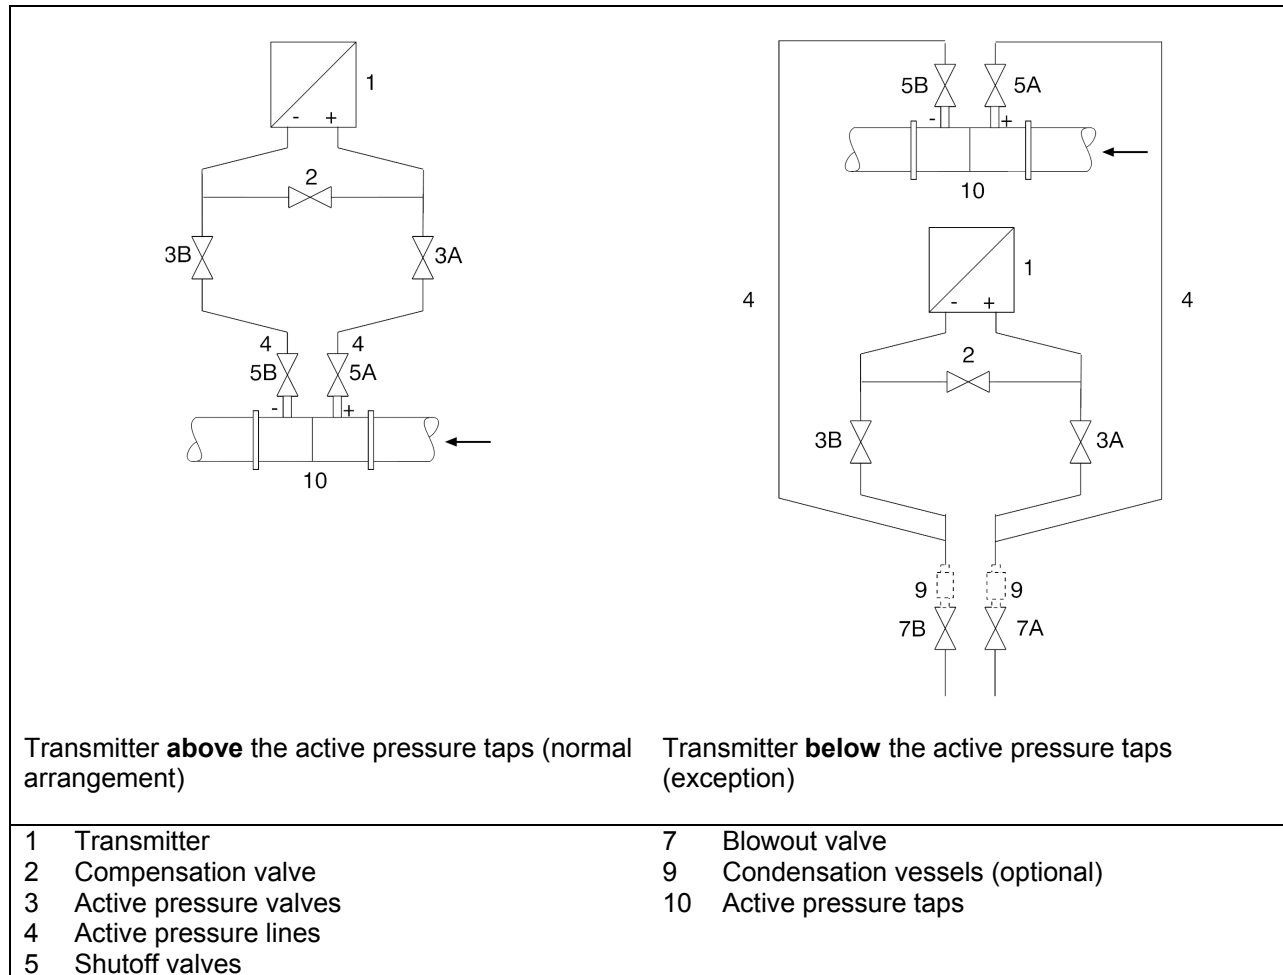 1
- +
2
3B
3A
4
4
5B
5A
- +
10
5B
5A
- +
10
1
- +
4
4
2
3B
3A
9
9
7B
7A
Transmitter above the active pressure taps (normal
arrangement)
Transmitter below the active pressure taps
(exception)
1 Transmitter
2 Compensation valve
3 Active pressure valves
4 Active pressure lines
5 Shutoff valves
7 Blowout valve
9 Condensation vessels (optional)
10 Active pressure taps